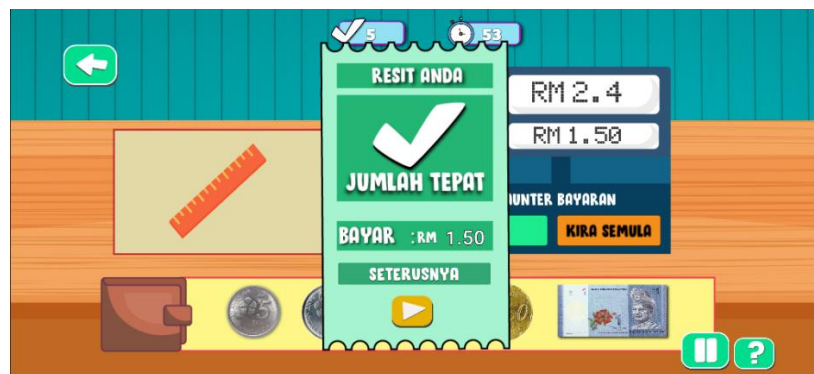 5
53
RESIT ANDA
RM 2.4
RM 1.50
JUMLAH TEPAT
UNTER BAYARAN
BAYAR :RM 1.50
KIRA SEMULA
SETERUSNYA
5
?